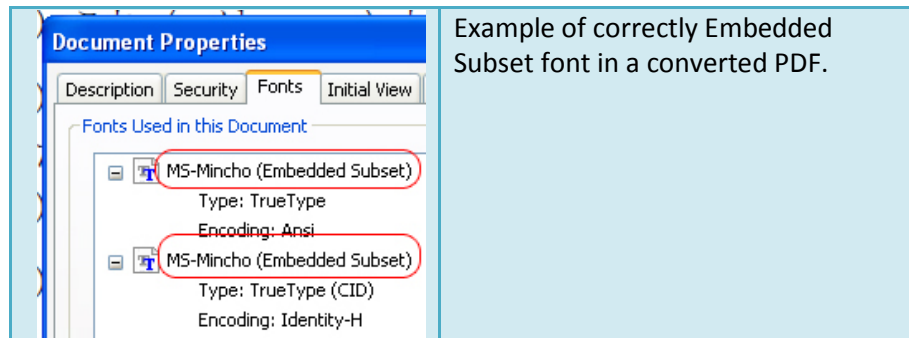 Document Properties
Description Security Fonts Initial View
Fonts Used in this Document
MS-Mincho (Embedded Subset)
Type: TrueType
Encoding: Ansi
MS-Mincho (Embedded Subset)
Type: TrueType (CID)
Encoding: Identity-H
Example of correctly Embedded
Subset font in a converted PDF.